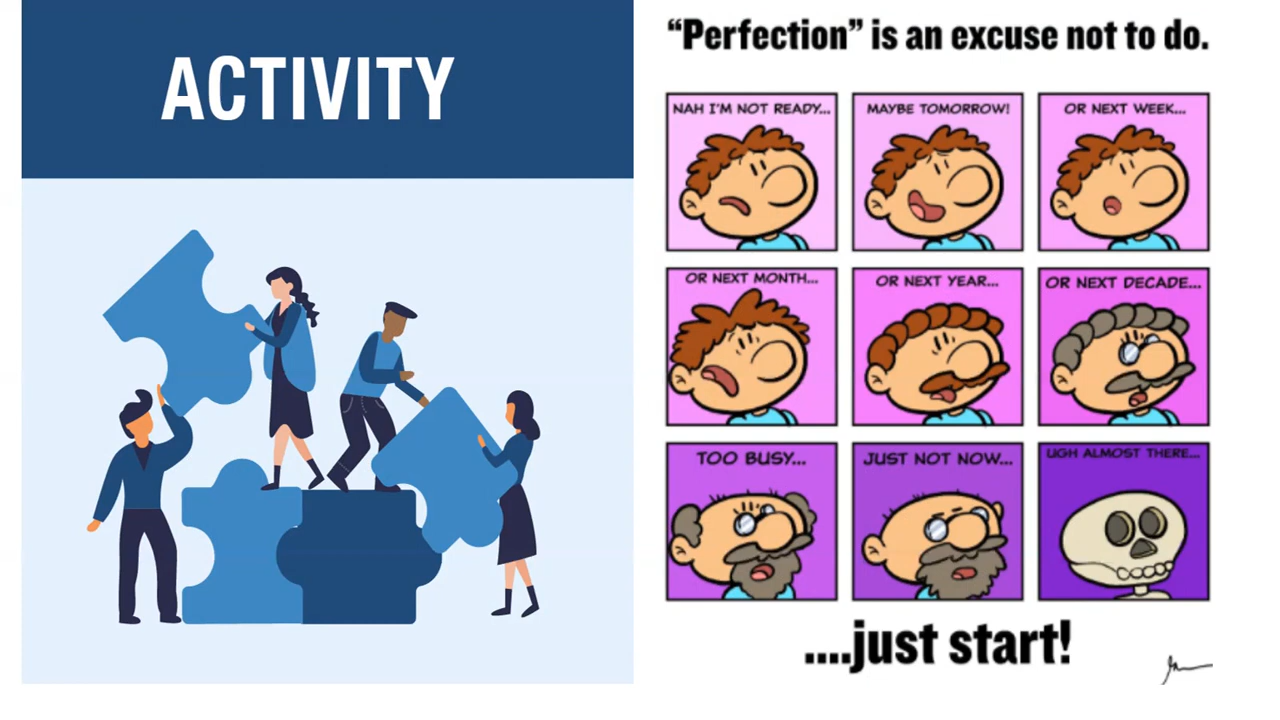 ACTIVITY
“Perfection” is an excuse not to do.
NAH I'M NOT READY...
MAYBE TOMORROW!
OR NEXT WEEK...
OR NEXT MONTH...
OR NEXT YEAR...
OR NEXT DECADE...
TOO BUSY...
JUST NOT NOW...
UGH ALMOST THERE...
....just start!